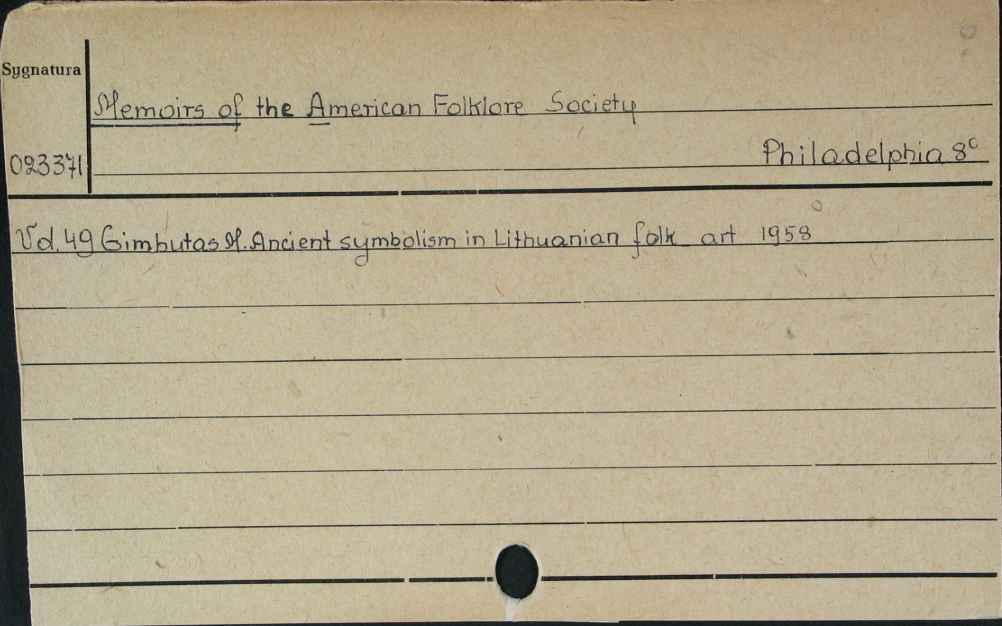 Sygnatura
Memoirs of the American Folklore Society
023371
Philadelphia 8°
Vd. 49 Gimbutas M. Ancient symbolism in Lithuanian folk art 1958